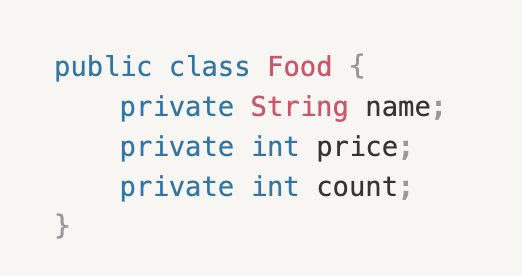 public class Food {
    private String name;
    private int price;
    private int count;
}